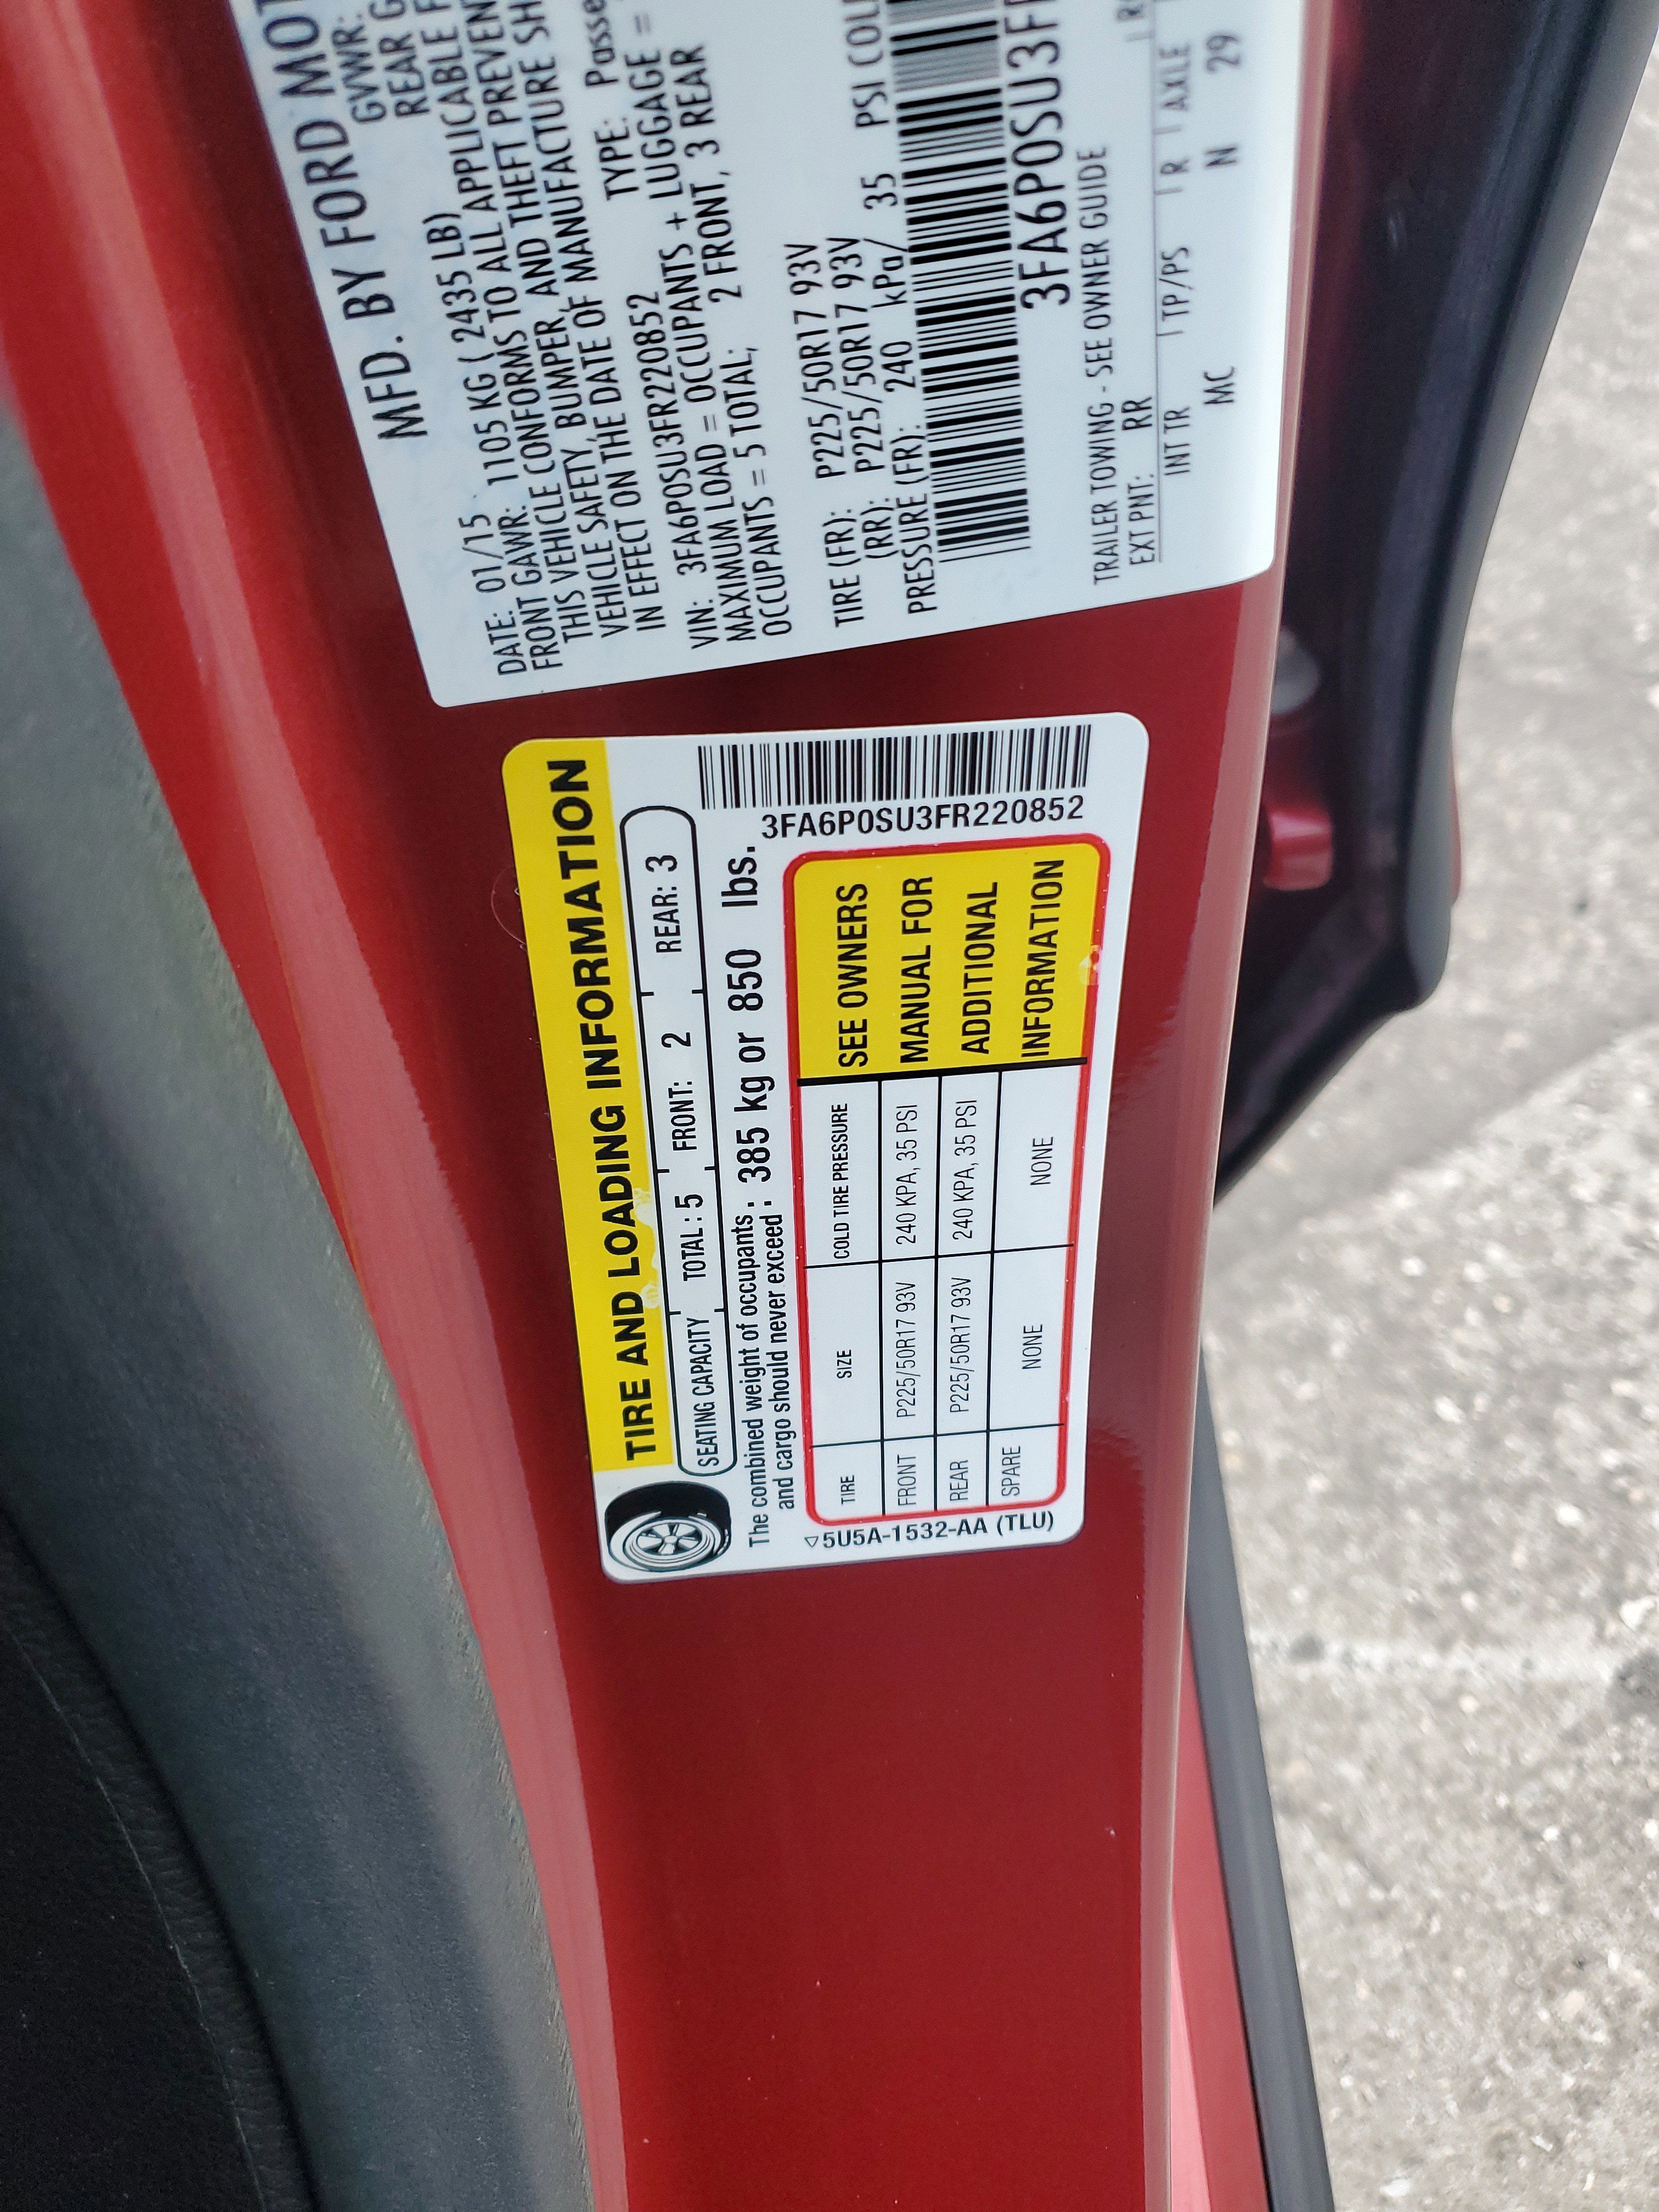 MFD. BY FORD MOT
DATE: 01/15
GVWR:
FRONT GAWR: 1105 KG ( 2435 LB)
REAR G
THIS VEHICLE CONFORMS TO ALL APPLICABLE F
VEHICLE SAFETY, BUMPER, AND THEFT PREVEN
IN EFFECT ON THE DATE OF MANUFACTURE SH
VIN: 3FA6P0SU3FR220852
TYPE: Passe
MAXIMUM LOAD = OCCUPANTS + LUGGAGE =
OCCUPANTS = 5 TOTAL; 2 FRONT, 3 REAR
TIRE (FR): P225/50R17 93V
(RR): P225/50R17 93V
PRESSURE (FR): 240 kPa/ 35 PSI COL
3FA6P0SU3F
TRAILER TOWING - SEE OWNER GUIDE
EXT PNT: RR
INT TR TP/PS R AXLE
MC N 29
TIRE AND LOADING INFORMATION
SEATING CAPACITY TOTAL : 5 FRONT: 2 REAR: 3
The combined weight of occupants
and cargo should never exceed : 385 kg or 850 lbs.
3FA6P0SU3FR220852
TIRE SIZE COLD TIRE PRESSURE
FRONT P225/50R17 93V 240 KPA, 35 PSI
REAR P225/50R17 93V 240 KPA, 35 PSI
SPARE NONE NONE
SEE OWNERS
MANUAL FOR
ADDITIONAL
INFORMATION
5U5A-1532-AA (TLU)